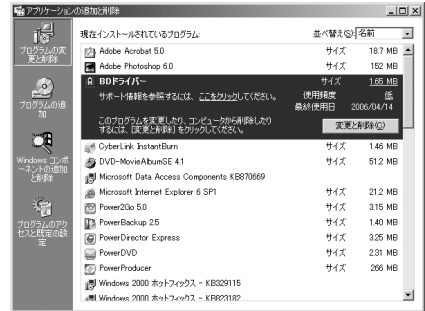 アプリケーションの追加と削除
プログラムの変更と削除
プログラムの追加
Windows コンポーネントの追加と削除
プログラムのアクセスと既定の設定
現在インストールされているプログラム: 並べ替え(S): 名前
Adobe Acrobat 5.0 サイズ 18.7 MB
Adobe Photoshop 6.0 サイズ 152 MB
BDドライバー サイズ 1.65 MB
サポート情報を参照するには、ここをクリックしてください。 使用頻度 低
最終使用日 2006/04/14
このプログラムを変更したり、コンピュータから削除したりするには、[変更と削除] をクリックしてください。 変更と削除(C)
CyberLink InstantBurn サイズ 1.46 MB
DVD-MovieAlbumSE 4.1 サイズ 51.2 MB
Microsoft Data Access Components KB870669
Microsoft Internet Explorer 6 SP1 サイズ 21.2 MB
Power2Go 5.0 サイズ 3.15 MB
PowerBackup 2.5 サイズ 1.40 MB
PowerDirector Express サイズ 3.25 MB
PowerDVD サイズ 2.31 MB
PowerProducer サイズ 266 MB
Windows 2000 ホットフィックス - KB329115
Windows 2000 ホットフィックス - KB823182